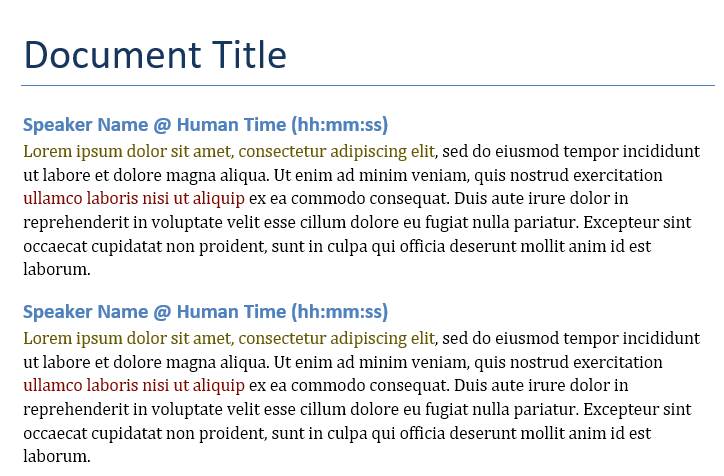 Document Title
Speaker Name @ Human Time (hh:mm:ss)
Lorem ipsum dolor sit amet, consectetur adipiscing elit, sed do eiusmod tempor incididunt
ut labore et dolore magna aliqua. Ut enim ad minim veniam, quis nostrud exercitation
ullamco laboris nisi ut aliquip ex ea commodo consequat. Duis aute irure dolor in
reprehenderit in voluptate velit esse cillum dolore eu fugiat nulla pariatur. Excepteur sint
occaecat cupidatat non proident, sunt in culpa qui officia deserunt mollit anim id est
laborum.
Speaker Name @ Human Time (hh:mm:ss)
Lorem ipsum dolor sit amet, consectetur adipiscing elit, sed do eiusmod tempor incididunt
ut labore et dolore magna aliqua. Ut enim ad minim veniam, quis nostrud exercitation
ullamco laboris nisi ut aliquip ex ea commodo consequat. Duis aute irure dolor in
reprehenderit in voluptate velit esse cillum dolore eu fugiat nulla pariatur. Excepteur sint
occaecat cupidatat non proident, sunt in culpa qui officia deserunt mollit anim id est
laborum.